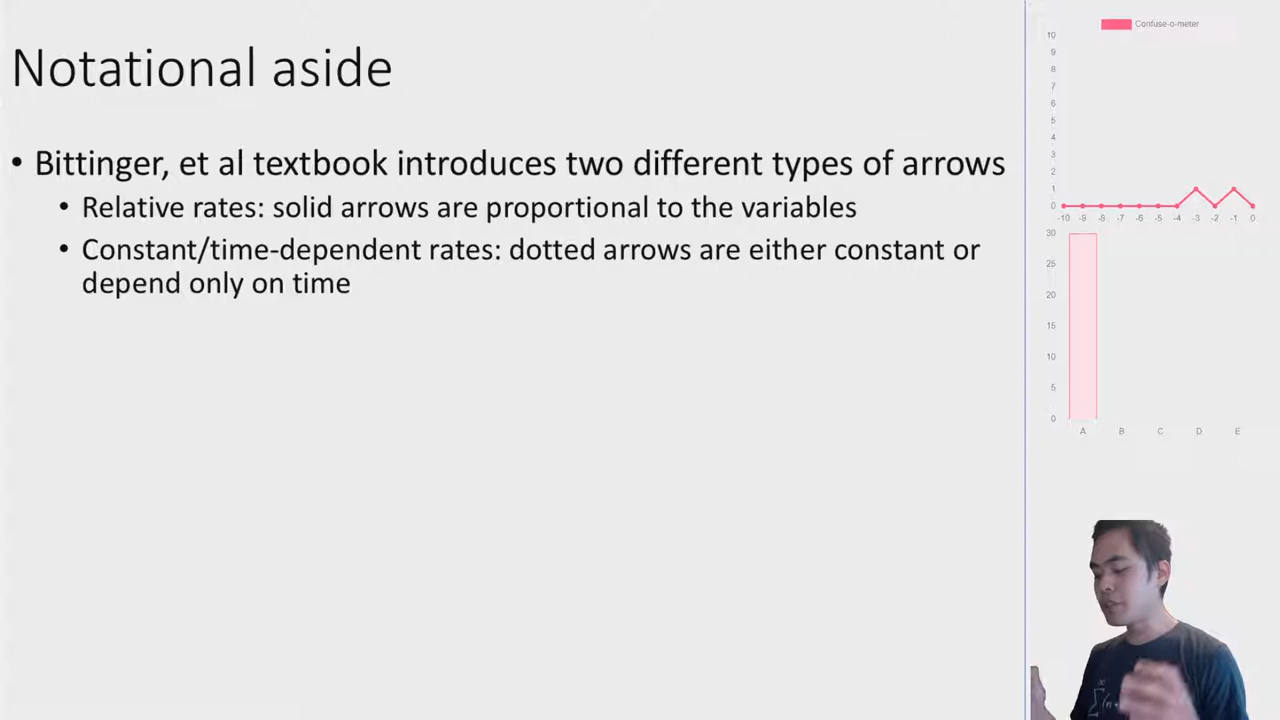 Notational aside
• Bittinger, et al textbook introduces two different types of arrows
• Relative rates: solid arrows are proportional to the variables
• Constant/time-dependent rates: dotted arrows are either constant or
depend only on time
Confuse-o-meter
10
9
8
7
6
5
4
3
2
1
0
-10 -9 -8 -7 -6 -5 -4 -3 -2 -1 0
30
25
20
15
10
5
0
A B C D E